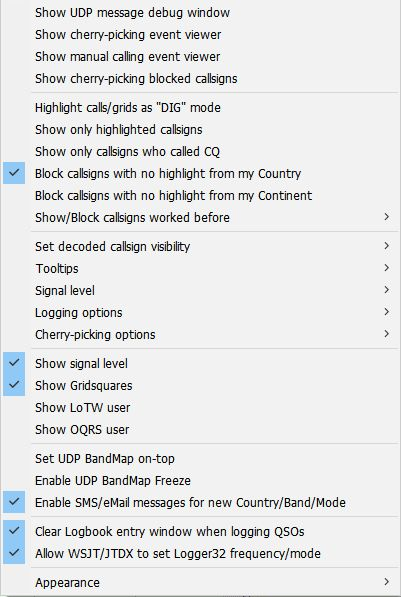 Show UDP message debug window
Show cherry-picking event viewer
Show manual calling event viewer
Show cherry-picking blocked callsigns
Highlight calls/grids as "DIG" mode
Show only highlighted callsigns
Show only callsigns who called CQ
Block callsigns with no highlight from my Country
Block callsigns with no highlight from my Continent
Show/Block callsigns worked before
Set decoded callsign visibility
Tooltips
Signal level
Logging options
Cherry-picking options
Show signal level
Show Gridsquares
Show LoTW user
Show OQRS user
Set UDP BandMap on-top
Enable UDP BandMap Freeze
Enable SMS/eMail messages for new Country/Band/Mode
Clear Logbook entry window when logging QSOs
Allow WSJT/JTDX to set Logger32 frequency/mode
Appearance